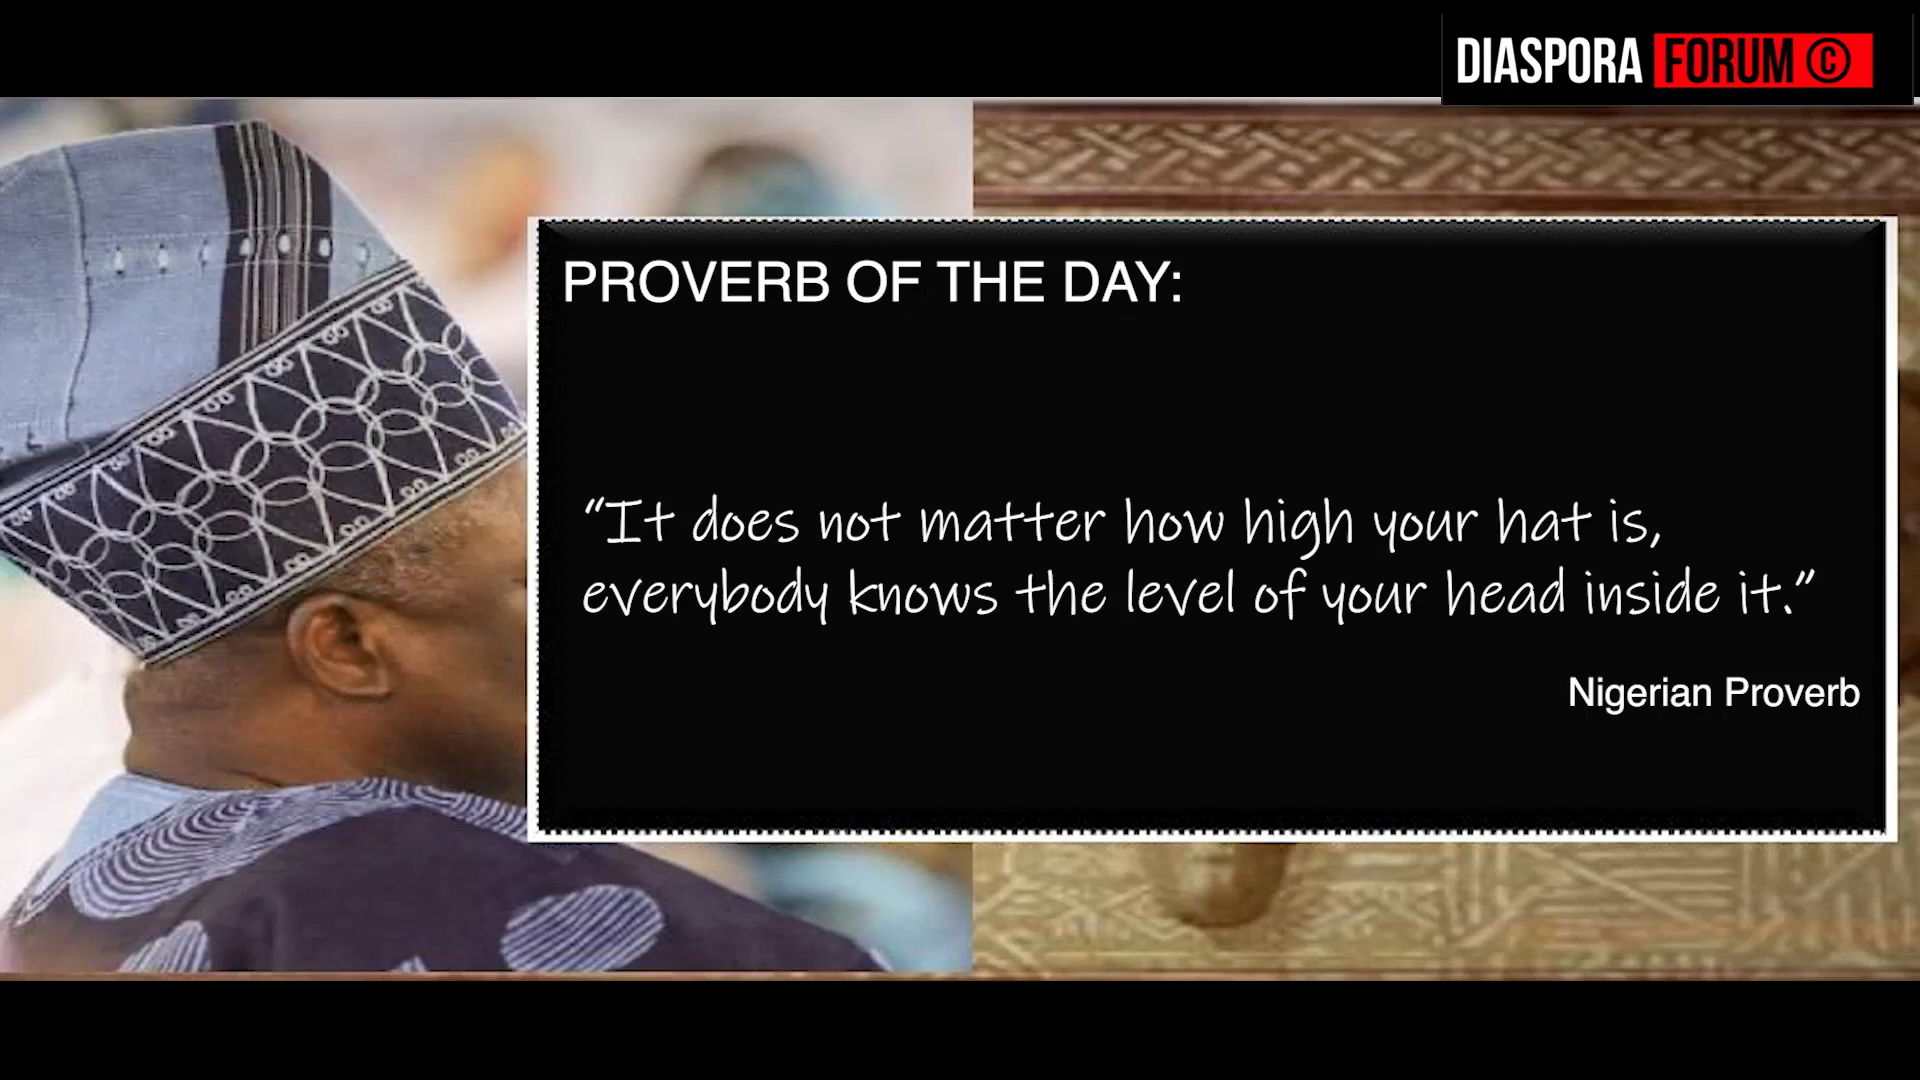 DIASPORA FORUM ©
PROVERB OF THE DAY:
“It does not matter how high your hat is,
everybody knows the level of your head inside it.”
Nigerian Proverb